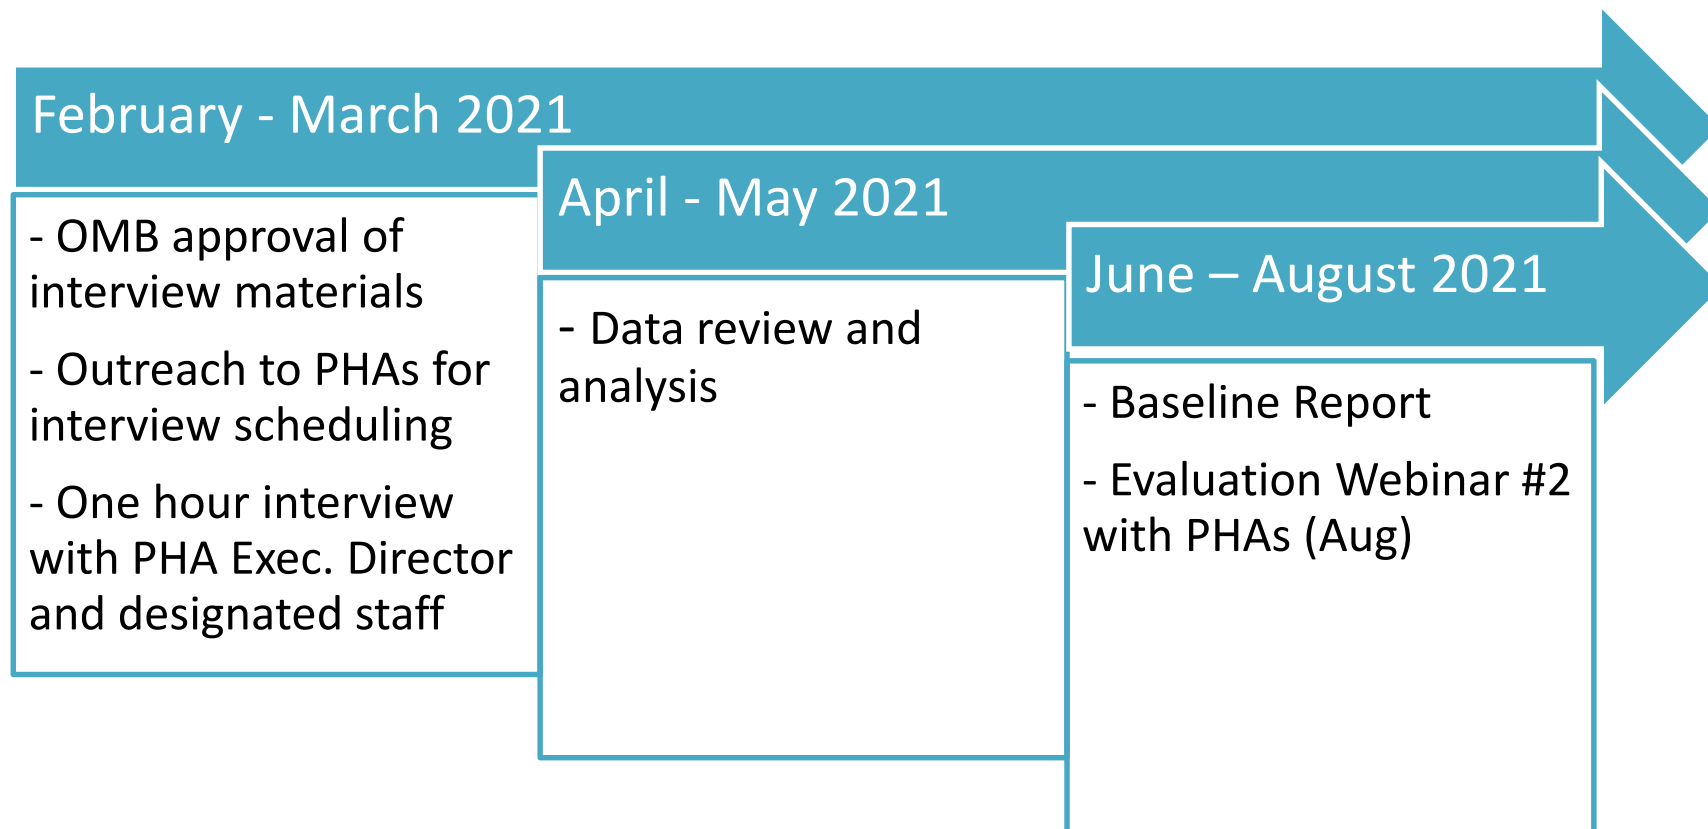 February - March 2021
- OMB approval of
interview materials
- Outreach to PHAs for
interview scheduling
- One hour interview
with PHA Exec. Director
and designated staff
April - May 2021
- Data review and
analysis
June – August 2021
- Baseline Report
- Evaluation Webinar #2
with PHAs (Aug)